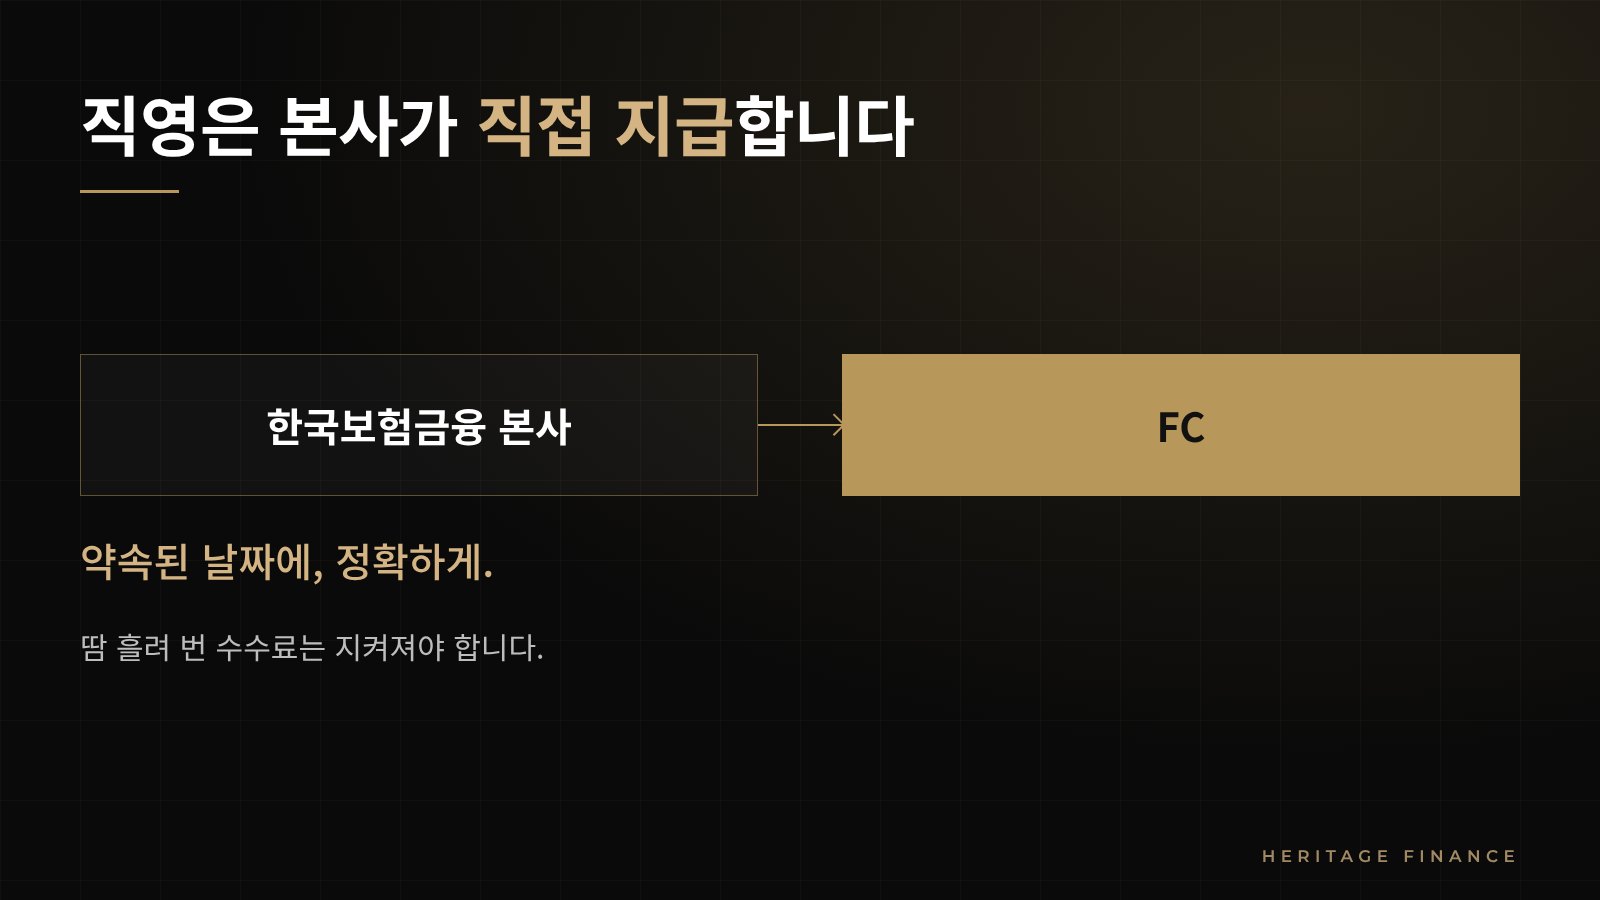 직영은 본사가 직접 지급합니다
한국보험금융 본사
FC
약속된 날짜에, 정확하게.
땀 흘려 번 수수료는 지켜져야 합니다.
HERITAGE FINANCE